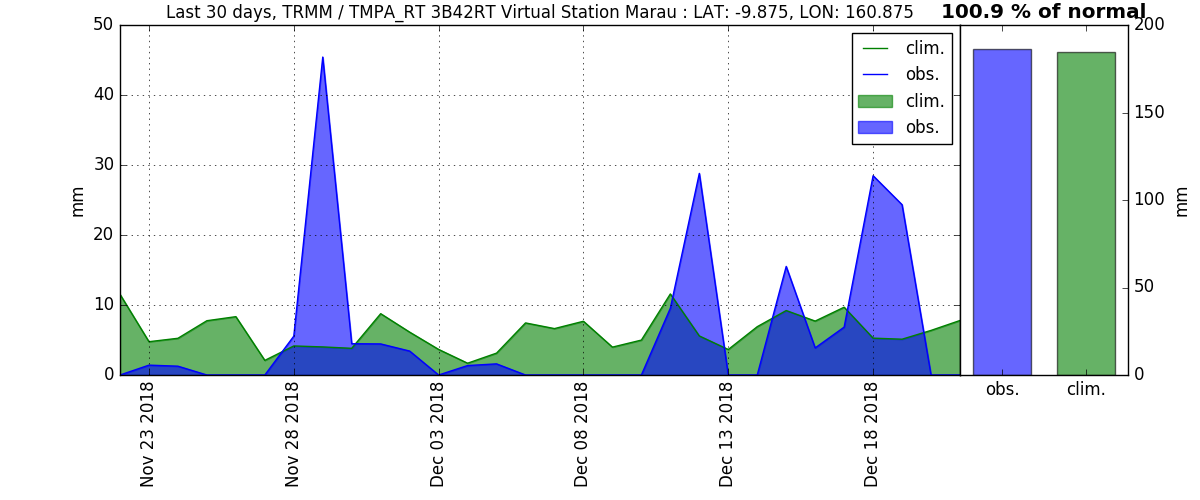 Last 30 days, TRMM / TMPA_RT 3B42RT Virtual Station Marau : LAT: -9.875, LON: 160.875
100.9 % of normal
50
40
30
20
10
0
mm
clim.
obs.
clim.
obs.
200
150
100
50
0
mm
obs.
clim.
Nov 23 2018
Nov 28 2018
Dec 03 2018
Dec 08 2018
Dec 13 2018
Dec 18 2018